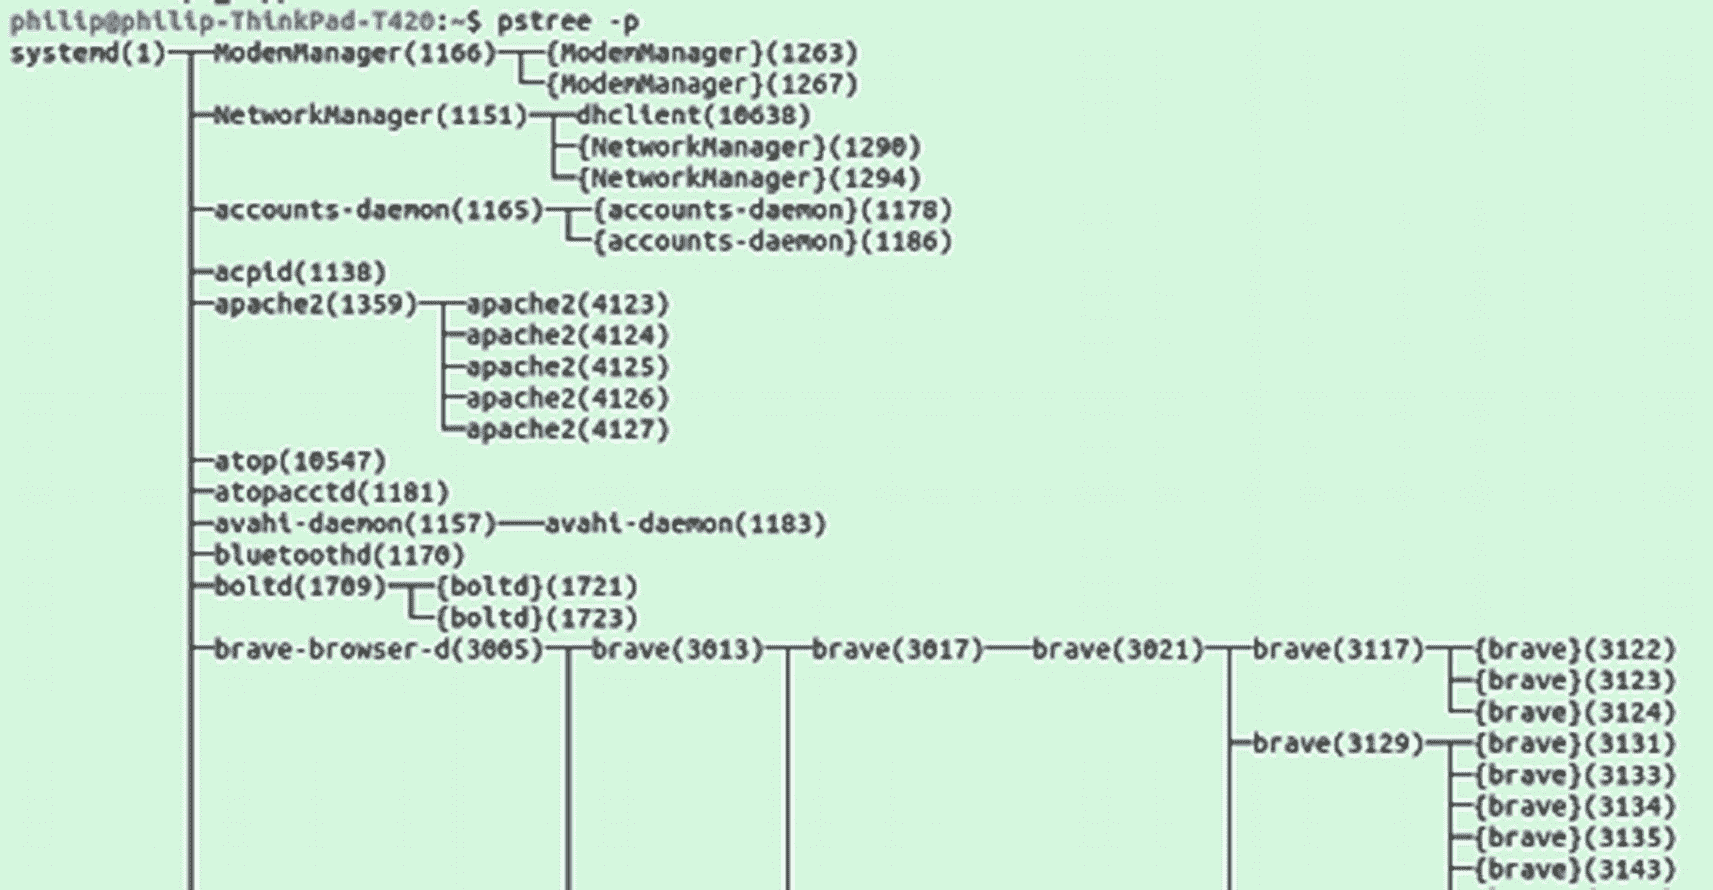 philip@philip-ThinkPad-T420:~$ pstree -p
systemd(1)─┬─ModemManager(1166)─┬─{ModemManager}(1263)
           │                    └─{ModemManager}(1267)
           ├─NetworkManager(1151)─┬─dhclient(10638)
           │                      ├─{NetworkManager}(1290)
           │                      └─{NetworkManager}(1294)
           ├─accounts-daemon(1165)─┬─{accounts-daemon}(1178)
           │                       └─{accounts-daemon}(1186)
           ├─acpid(1138)
           ├─apache2(1359)─┬─apache2(4123)
           │               ├─apache2(4124)
           │               ├─apache2(4125)
           │               ├─apache2(4126)
           │               └─apache2(4127)
           ├─atop(10547)
           ├─atopacctd(1181)
           ├─avahi-daemon(1157)───avahi-daemon(1183)
           ├─bluetoothd(1170)
           ├─boltd(1709)─┬─{boltd}(1721)
           │             └─{boltd}(1723)
           ├─brave-browser-d(3005)─┬─brave(3013)─┬─brave(3017)───brave(3021)─┬─brave(3117)─┬─{brave}(3122)
           │                       │             │                           │             ├─{brave}(3123)
           │                       │             │                           │             └─{brave}(3124)
           │                       │             │                           ├─brave(3129)─┬─{brave}(3131)
           │                       │             │                           │             ├─{brave}(3133)
           │                       │             │                           │             ├─{brave}(3134)
           │                       │             │                           │             ├─{brave}(3135)
           │                       │             │                           │             ├─{brave}(3143)